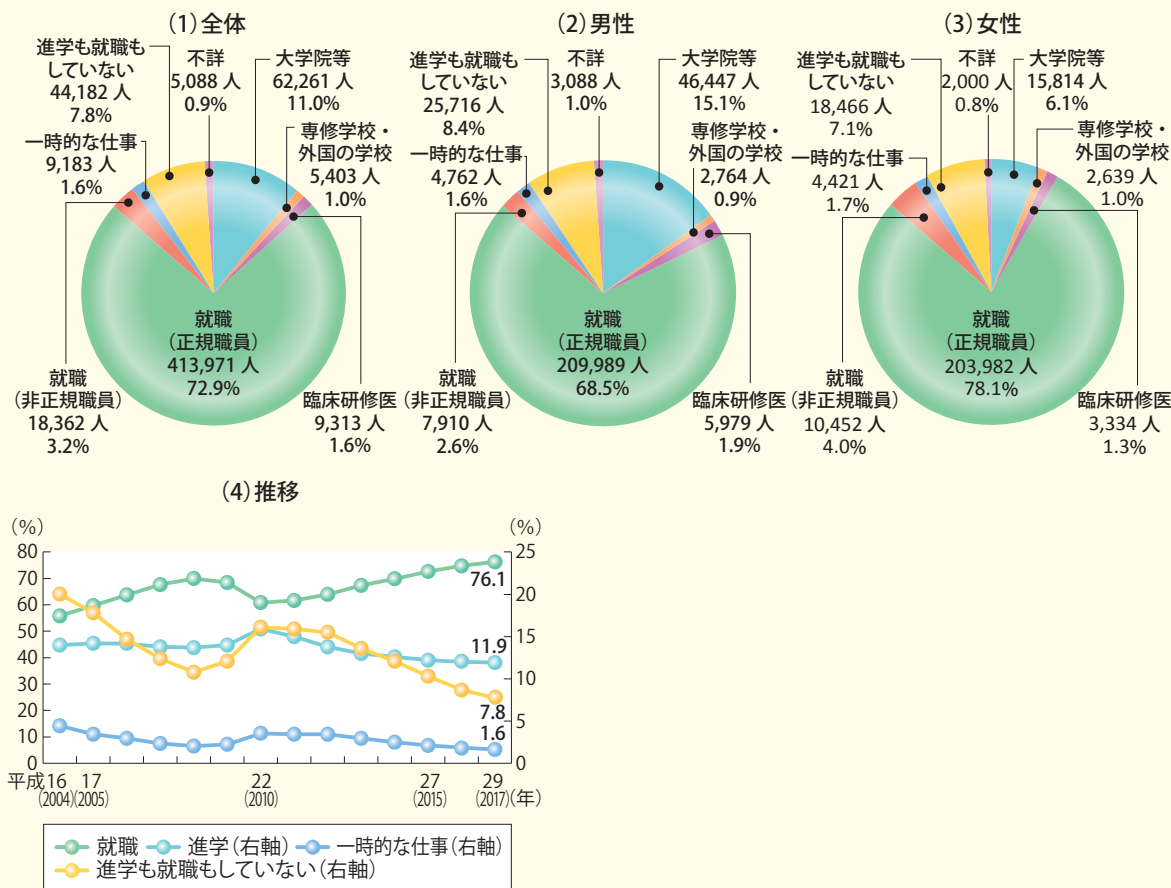 (1)全体
進学も就職も
していない
44,182 人
7.8%
不詳
5,088 人
0.9%
大学院等
62,261 人
11.0%
一時的な仕事
9,183 人
1.6%
専修学校・
外国の学校
5,403 人
1.0%
就職
(正規職員)
413,971 人
72.9%
就職
(非正規職員)
18,362 人
3.2%
臨床研修医
9,313 人
1.6%
(2)男性
進学も就職も
していない
25,716 人
8.4%
不詳
3,088 人
1.0%
大学院等
46,447 人
15.1%
一時的な仕事
4,762 人
1.6%
専修学校・
外国の学校
2,764 人
0.9%
就職
(正規職員)
209,989 人
68.5%
就職
(非正規職員)
7,910 人
2.6%
臨床研修医
5,979 人
1.9%
(3)女性
進学も就職も
していない
18,466 人
7.1%
不詳
2,000 人
0.8%
大学院等
15,814 人
6.1%
一時的な仕事
4,421 人
1.7%
専修学校・
外国の学校
2,639 人
1.0%
就職
(正規職員)
203,982 人
78.1%
就職
(非正規職員)
10,452 人
4.0%
臨床研修医
3,334 人
1.3%
(4)推移
(%) (%)
80 25
70
60 20
50 15
40
30 10
20 5
10
0 0
76.1
11.9
7.8
1.6
平成16 17 22 27 29
(2004)(2005) (2010) (2015) (2017)(年)
就職 進学(右軸) 一時的な仕事(右軸)
進学も就職もしていない(右軸)